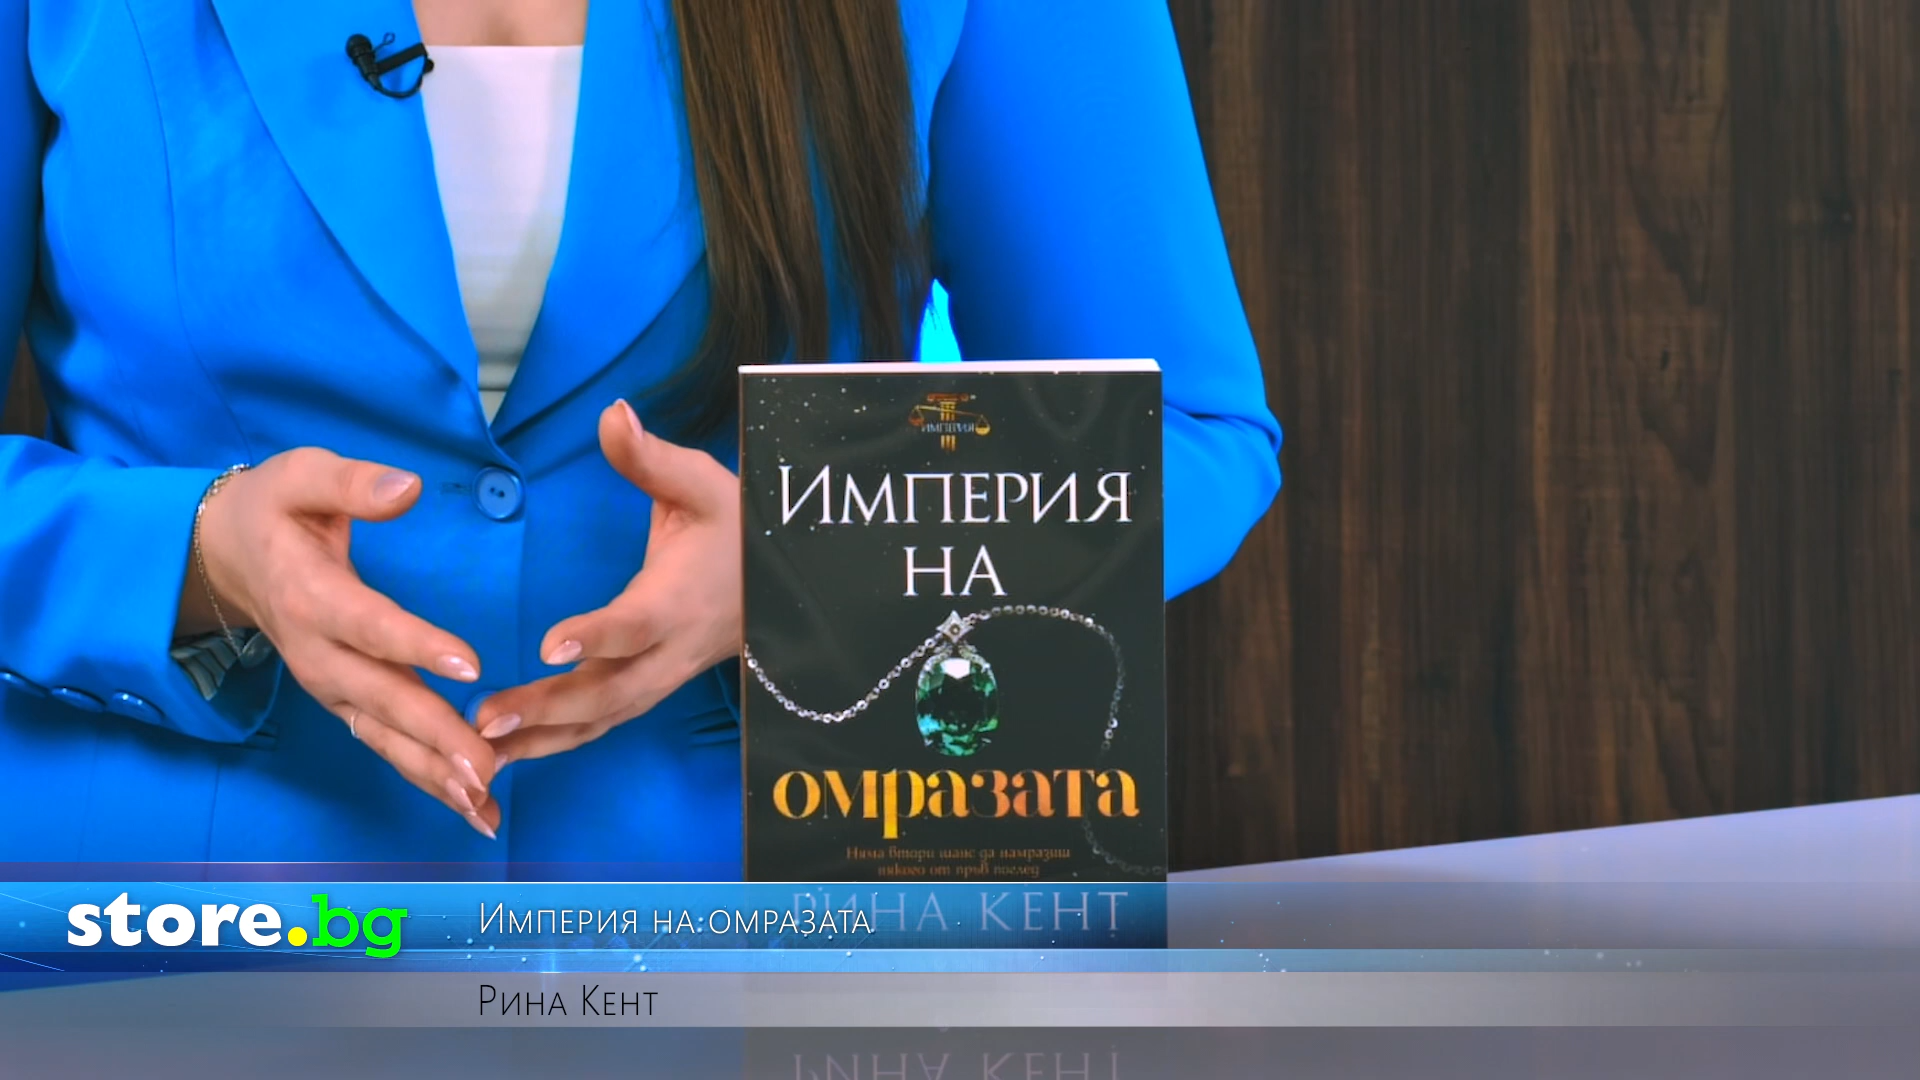 ИМПЕРИЯ
ИМПЕРИЯ
НА
омразата
Няма втори шанс да намразиш
някого от пръв поглед
РИНА КЕНТ
store.bg
Империя на омразата
Рина Кент